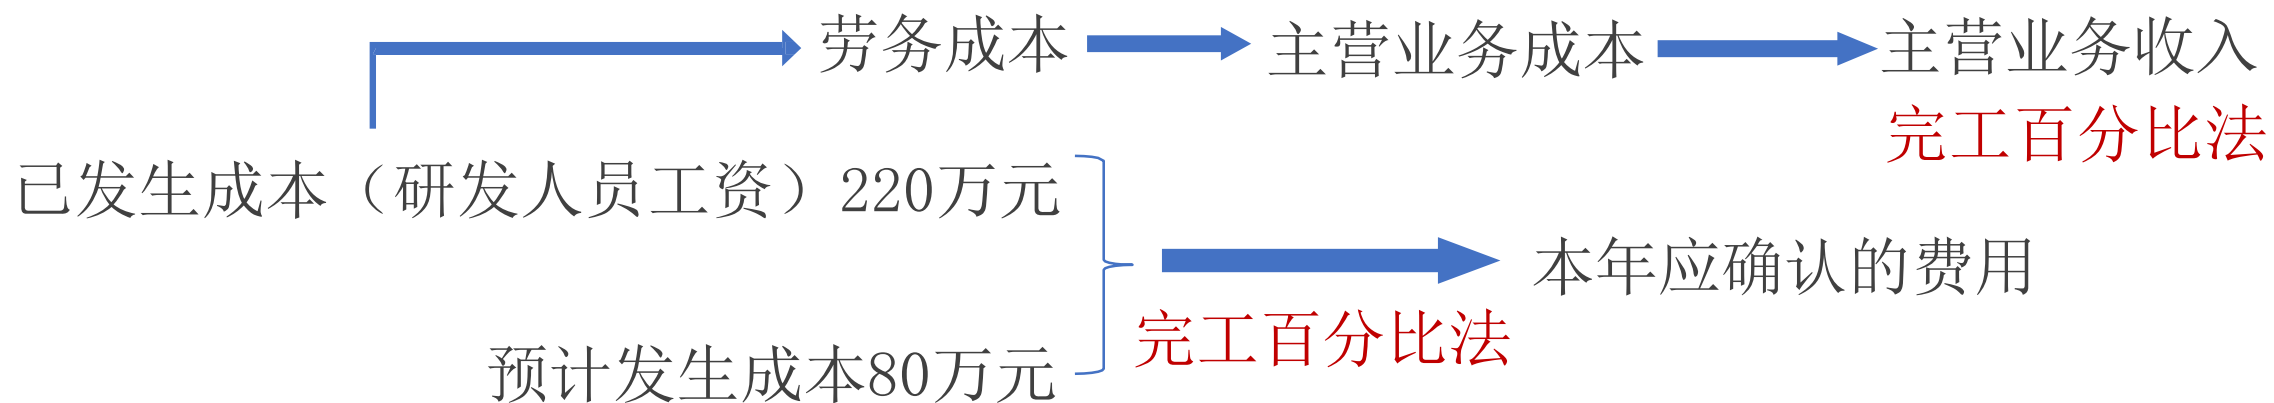 劳务成本 主营业务成本 主营业务收入
完工百分比法
已发生成本（研发人员工资）220万元
本年应确认的费用
完工百分比法
预计发生成本80万元